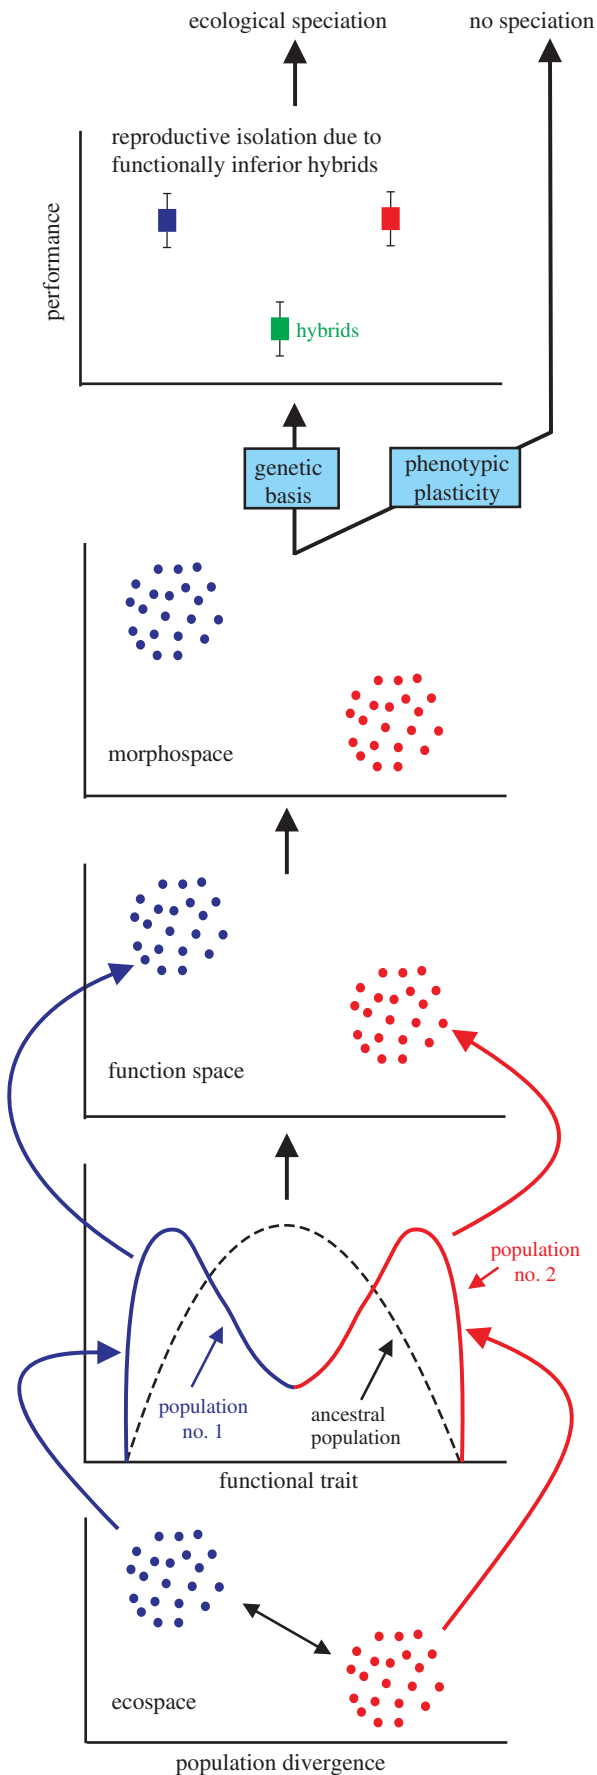 ecological speciation
no speciation
reproductive isolation due to
functionally inferior hybrids
performance
hybrids
genetic
basis
phenotypic
plasticity
morphospace
function space
population
no. 2
population
no. 1
ancestral
population
functional trait
ecospace
population divergence